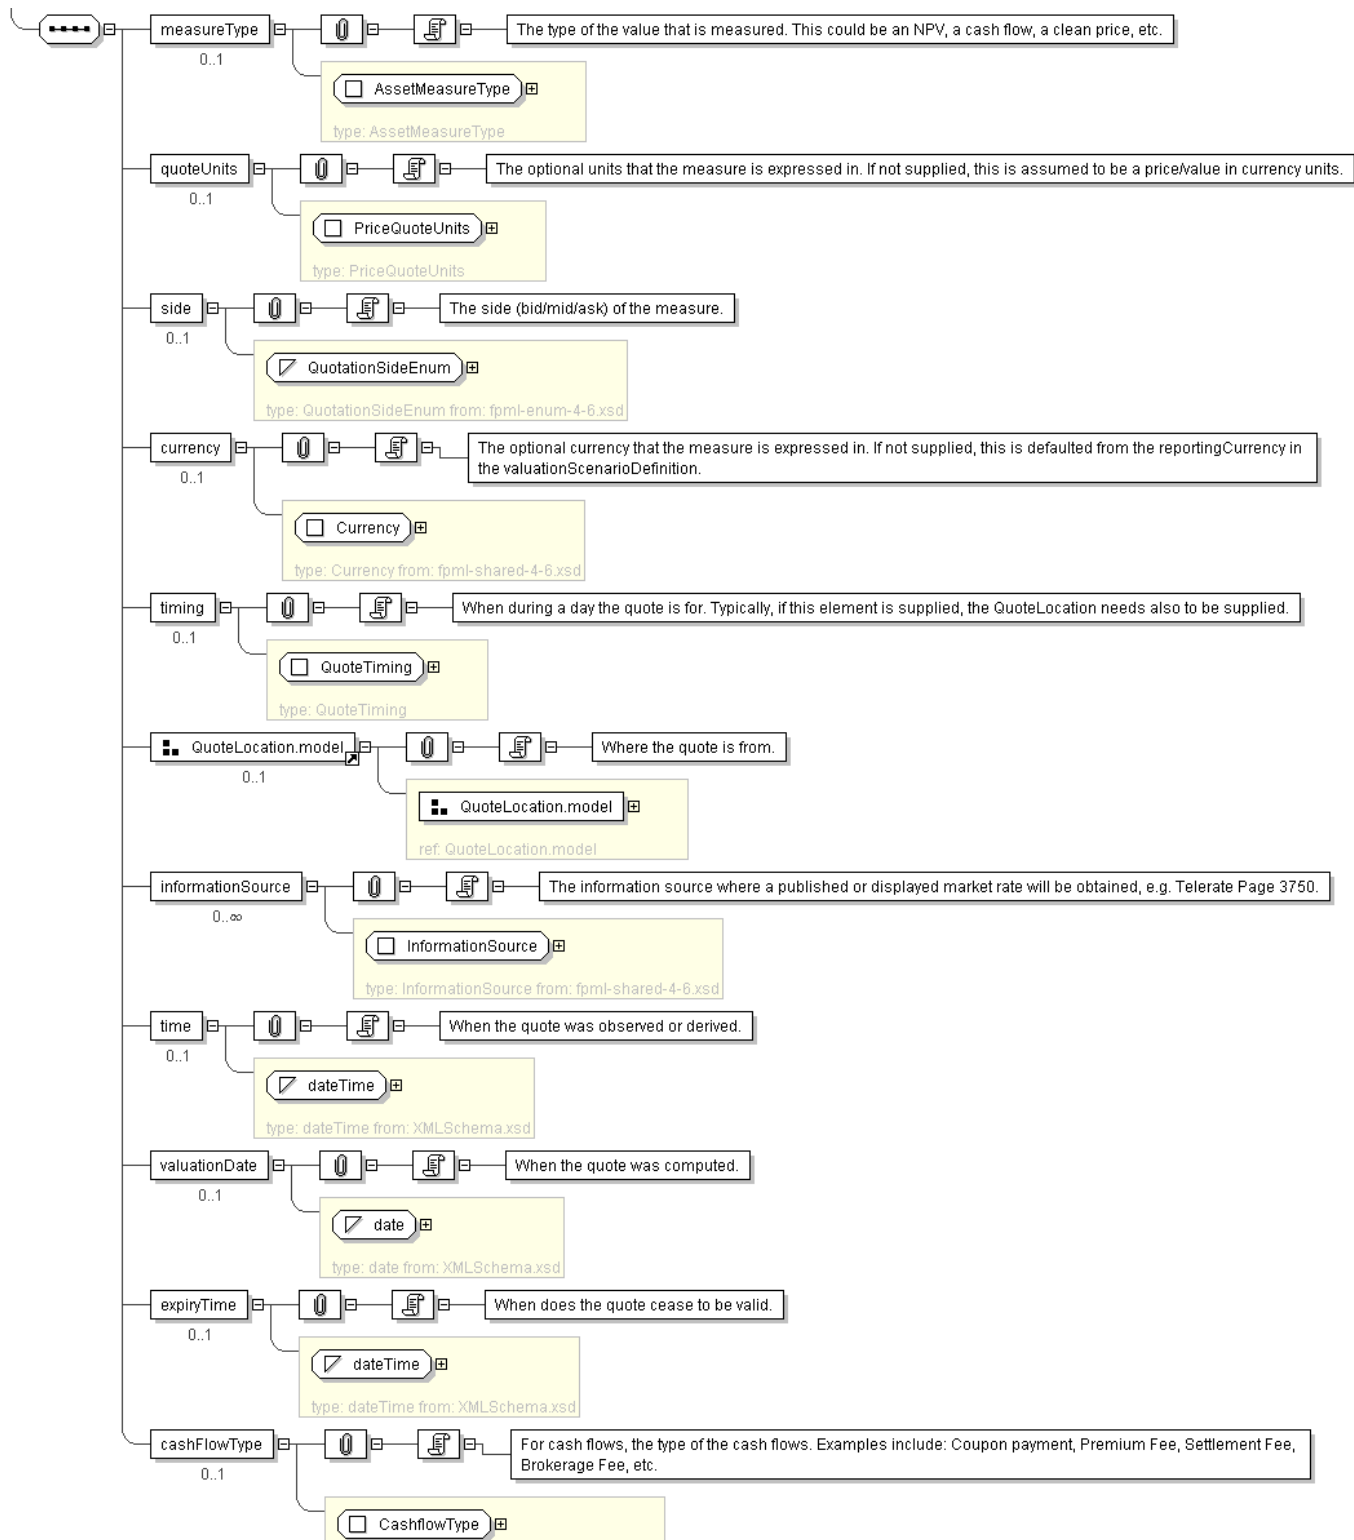 measureType
The type of the value that is measured. This could be an NPV, a cash flow, a clean price, etc.
0..1
AssetMeasureType
type: AssetMeasureType
quoteUnits
The optional units that the measure is expressed in. If not supplied, this is assumed to be a price/value in currency units.
0..1
PriceQuoteUnits
type: PriceQuoteUnits
side
The side (bid/mid/ask) of the measure.
0..1
QuotationSideEnum
type: QuotationSideEnum from: fpml-enum-4-6.xsd
currency
The optional currency that the measure is expressed in. If not supplied, this is defaulted from the reportingCurrency in
the valuationScenarioDefinition.
0..1
Currency
type: Currency from: fpml-shared-4-6.xsd
timing
When during a day the quote is for. Typically, if this element is supplied, the QuoteLocation needs also to be supplied.
0..1
QuoteTiming
type: QuoteTiming
QuoteLocation.model
Where the quote is from.
0..1
QuoteLocation.model
ref: QuoteLocation.model
informationSource
The information source where a published or displayed market rate will be obtained, e.g. Telerate Page 3750.
0..∞
InformationSource
type: InformationSource from: fpml-shared-4-6.xsd
time
When the quote was observed or derived.
0..1
dateTime
type: dateTime from: XMLSchema.xsd
valuationDate
When the quote was computed.
0..1
date
type: date from: XMLSchema.xsd
expiryTime
When does the quote cease to be valid.
0..1
dateTime
type: dateTime from: XMLSchema.xsd
cashFlowType
For cash flows, the type of the cash flows. Examples include: Coupon payment, Premium Fee, Settlement Fee,
Brokerage Fee, etc.
0..1
CashflowType